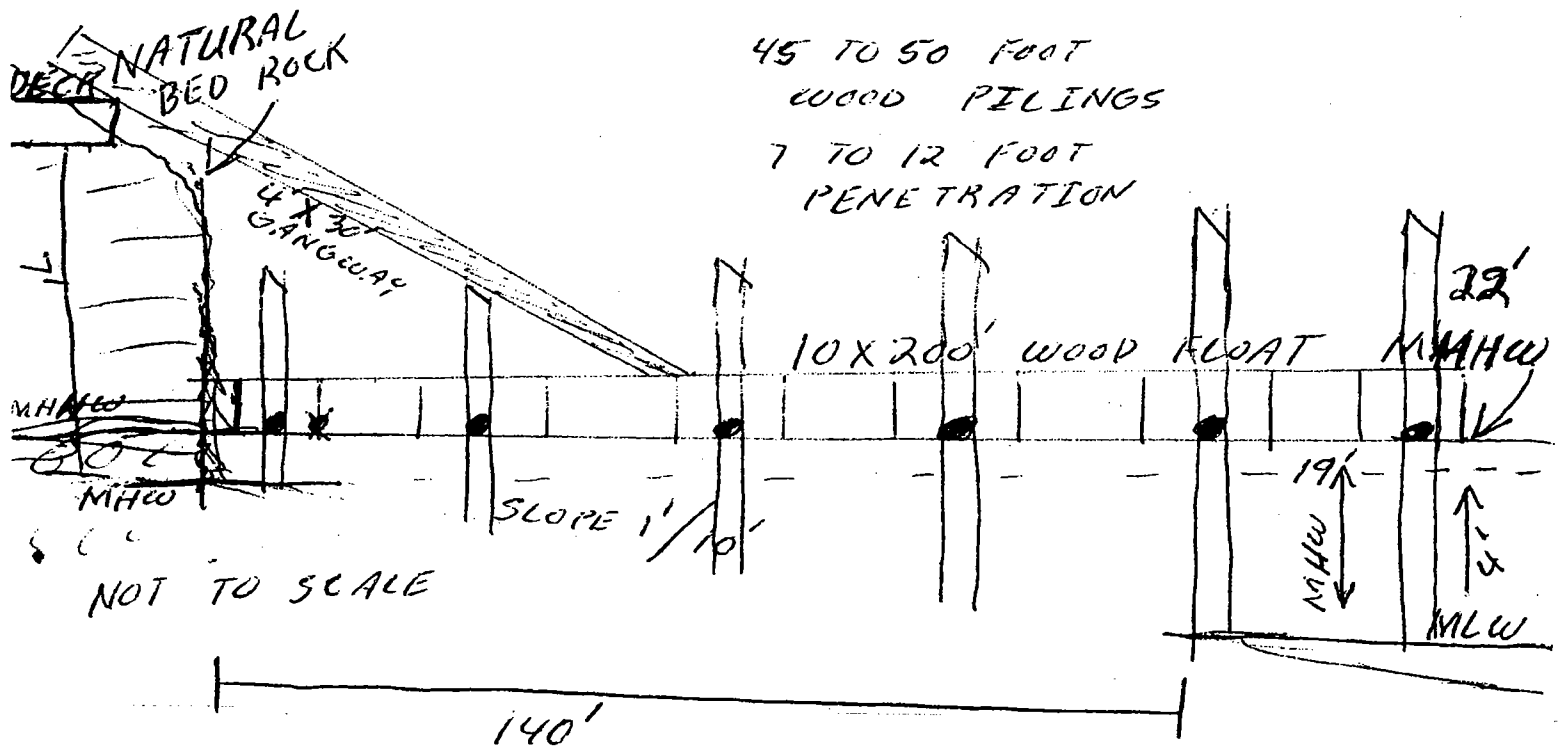 NATURAL
BED ROCK
DECK
45 TO 50 FOOT
WOOD PILINGS
7 TO 12 FOOT
PENETRATION
4 X 30'
GANGWAY
22'
10 X 200' WOOD FLOAT
MHHW
MHHW
19'
MHW
SLOPE 1'/10'
MHW
4'
NOT TO SCALE
MLW
140'